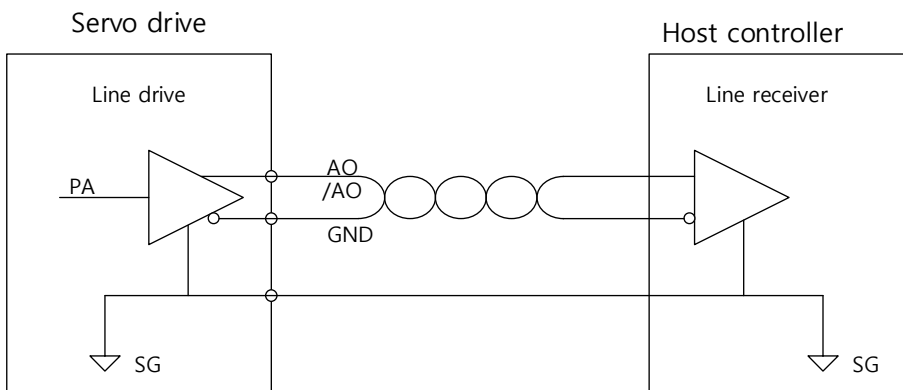 Servo drive
Host controller
Line drive
Line receiver
PA
AO
/AO
GND
SG
SG